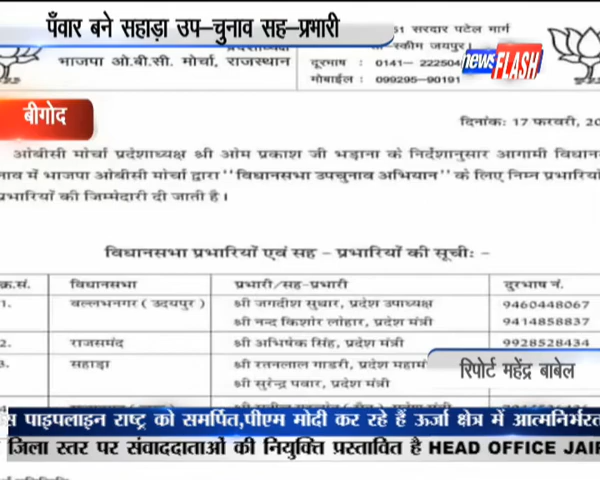 पँवार बने सहाड़ा उप-चुनाव सह-प्रभारी
51 सरदार पटेल मार्ग
स्कीम जयपुर।
भाजपा ओ.बी.सी. मोर्चा, राजस्थान
दूरभाष : 0141- 222504
मोबाईल : 099295-90191
news FLASH
बीगोद
दिनांक: 17 फरवरी, 20
ओबीसी मोर्चा प्रदेशाध्यक्ष श्री ओम प्रकाश जी भड़ाना के निर्देशानुसार आगामी विधान
नाव में भाजपा ओबीसी मोर्चा द्वारा "विधानसभा उपचुनाव अभियान" के लिए निम्न प्रभारियों
प्रभारियों की जिम्मेदारी दी जाती है।
विधानसभा प्रभारियों एवं सह - प्रभारियों की सूची: -
क्र.सं. विधानसभा प्रभारी/सह-प्रभारी दुरभाष नं.
1. वल्लभनगर ( उदयपुर ) श्री जगदीश सुथार, प्रदेश उपाध्यक्ष 9460448067
श्री नन्द किशोर लोहार, प्रदेश मंत्री 9414858837
2. राजसमंद श्री अभिषेक सिंह, प्रदेश मंत्री 9928528434
3. सहाड़ा श्री रतनलाल गाडरी, प्रदेश महामं
श्री सुरेन्द्र पवार, प्रदेश मंत्री
रिपोर्ट महेंद्र बाबेल
स पाइपलाइन राष्ट्र को समर्पित,पीएम मोदी कर रहे हैं ऊर्जा क्षेत्र में आत्मनिर्भरत
जिला स्तर पर संवाददाताओं की नियुक्ति प्रस्तावित है HEAD OFFICE JAIP